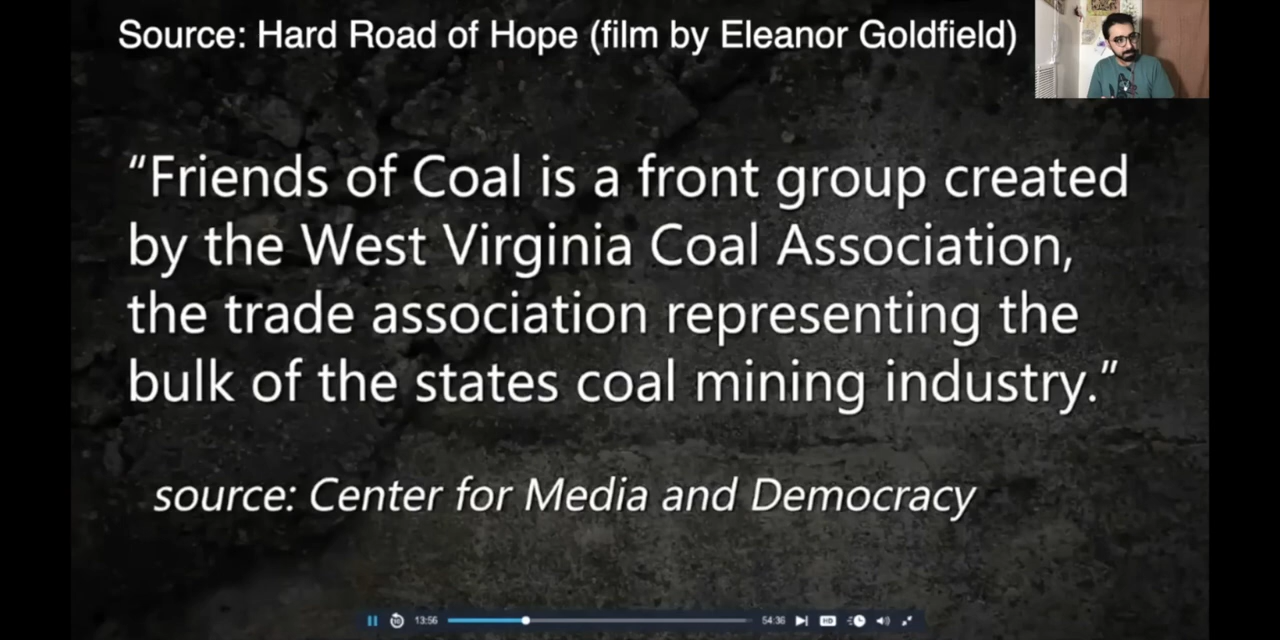 Source: Hard Road of Hope (film by Eleanor Goldfield)
“Friends of Coal is a front group created
by the West Virginia Coal Association,
the trade association representing the
bulk of the states coal mining industry.”
source: Center for Media and Democracy
13:56
54:36
HD